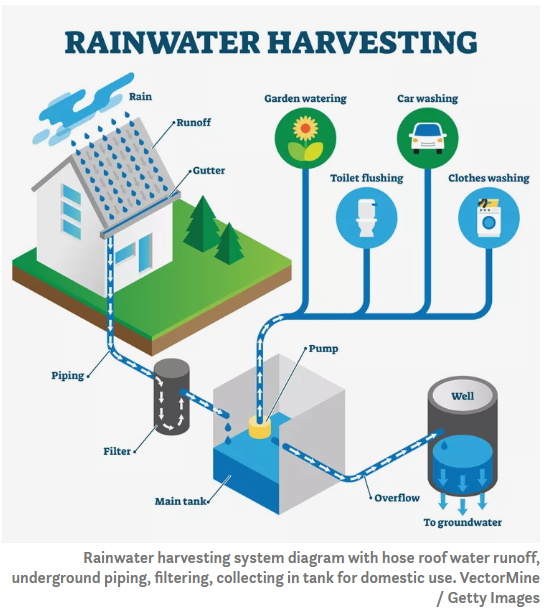 RAINWATER HARVESTING
Rain
Runoff
Gutter
Garden watering
Car washing
Toilet flushing
Clothes washing
Piping
Filter
Pump
Main tank
Overflow
Well
To groundwater
Rainwater harvesting system diagram with hose roof water runoff,
underground piping, filtering, collecting in tank for domestic use. VectorMine
/ Getty Images